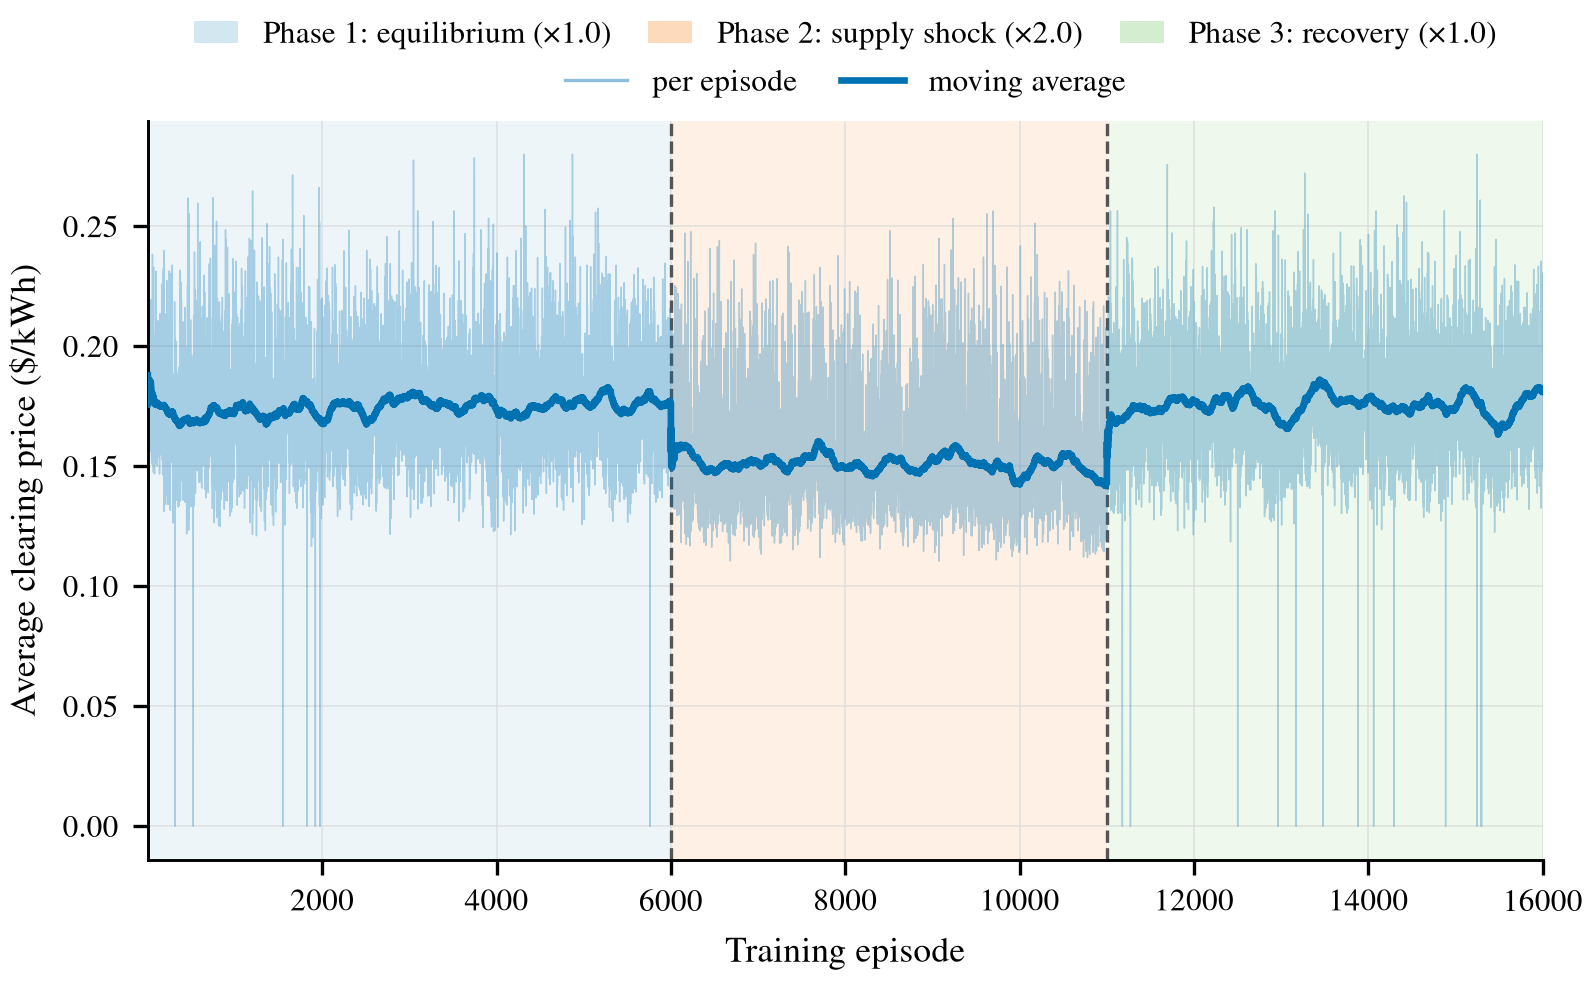 Phase 1: equilibrium (×1.0) Phase 2: supply shock (×2.0) Phase 3: recovery (×1.0)
per episode moving average
Average clearing price ($/kWh)
0.25
0.20
0.15
0.10
0.05
0.00
2000 4000 6000 8000 10000 12000 14000 16000
Training episode